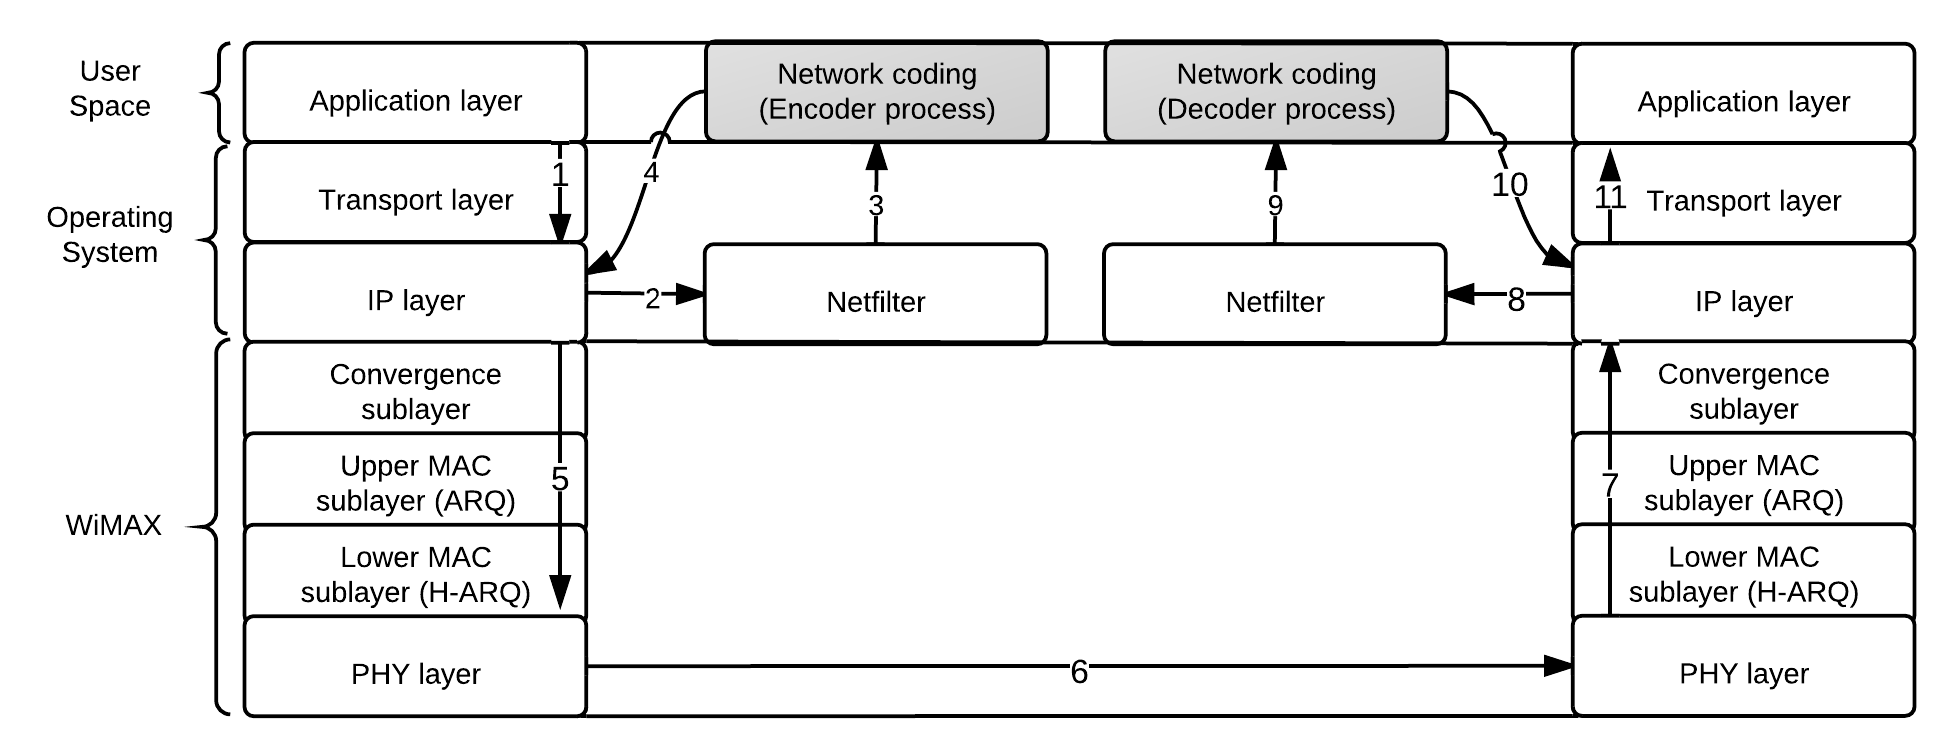 User
Space
Application layer
Network coding
(Encoder process)
Network coding
(Decoder process)
Application layer
Operating
System
Transport layer
1
4
3
9
10
11
Transport layer
IP layer
2
Netfilter
Netfilter
8
IP layer
WiMAX
Convergence
sublayer
Upper MAC
sublayer (ARQ)
5
Lower MAC
sublayer (H-ARQ)
PHY layer
6
Convergence
sublayer
7
Upper MAC
sublayer (ARQ)
Lower MAC
sublayer (H-ARQ)
PHY layer